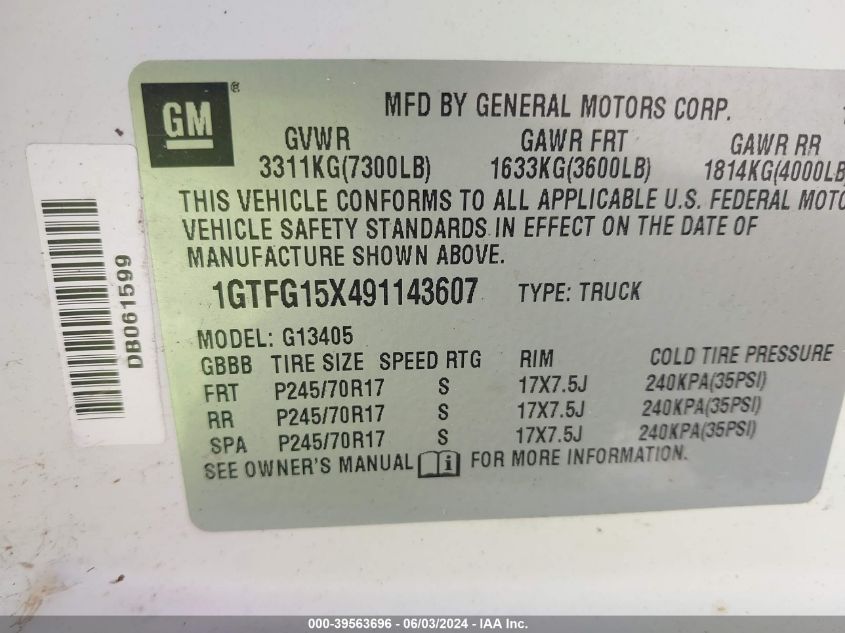 GM®
MFD BY GENERAL MOTORS CORP.
GVWR GAWR FRT GAWR RR
3311KG(7300LB) 1633KG(3600LB) 1814KG(4000LB
THIS VEHICLE CONFORMS TO ALL APPLICABLE U.S. FEDERAL MOTO
VEHICLE SAFETY STANDARDS IN EFFECT ON THE DATE OF
MANUFACTURE SHOWN ABOVE.
1GTFG15X491143607 TYPE: TRUCK
MODEL: G13405
GBBB TIRE SIZE SPEED RTG RIM COLD TIRE PRESSURE
FRT P245/70R17 S 17X7.5J 240KPA(35PSI)
RR P245/70R17 S 17X7.5J 240KPA(35PSI)
SPA P245/70R17 S 17X7.5J 240KPA(35PSI)
SEE OWNER'S MANUAL i FOR MORE INFORMATION.
DB061599
000-39563696 - 06/03/2024 - IAA Inc.